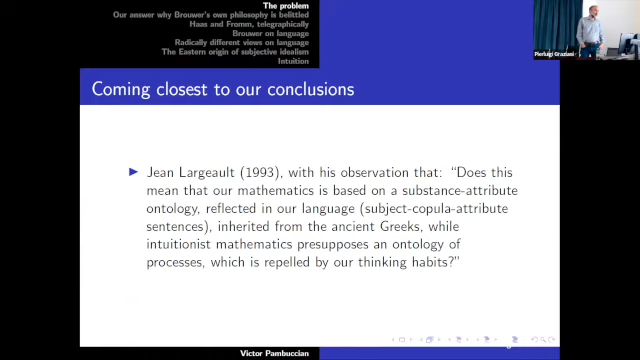 The problem
Our answer why Brouwer's own philosophy is belittled
Haas and Fromm, telegraphically
Brouwer on language
Radically different views on language
The Eastern origin of subjective idealism
Intuition
Pierluigi Graziani
Coming closest to our conclusions
Jean Largeault (1993), with his observation that: "Does this
mean that our mathematics is based on a substance-attribute
ontology, reflected in our language (subject-copula-attribute
sentences), inherited from the ancient Greeks, while
intuitionist mathematics presupposes an ontology of
processes, which is repelled by our thinking habits?"
Victor Pambuccian